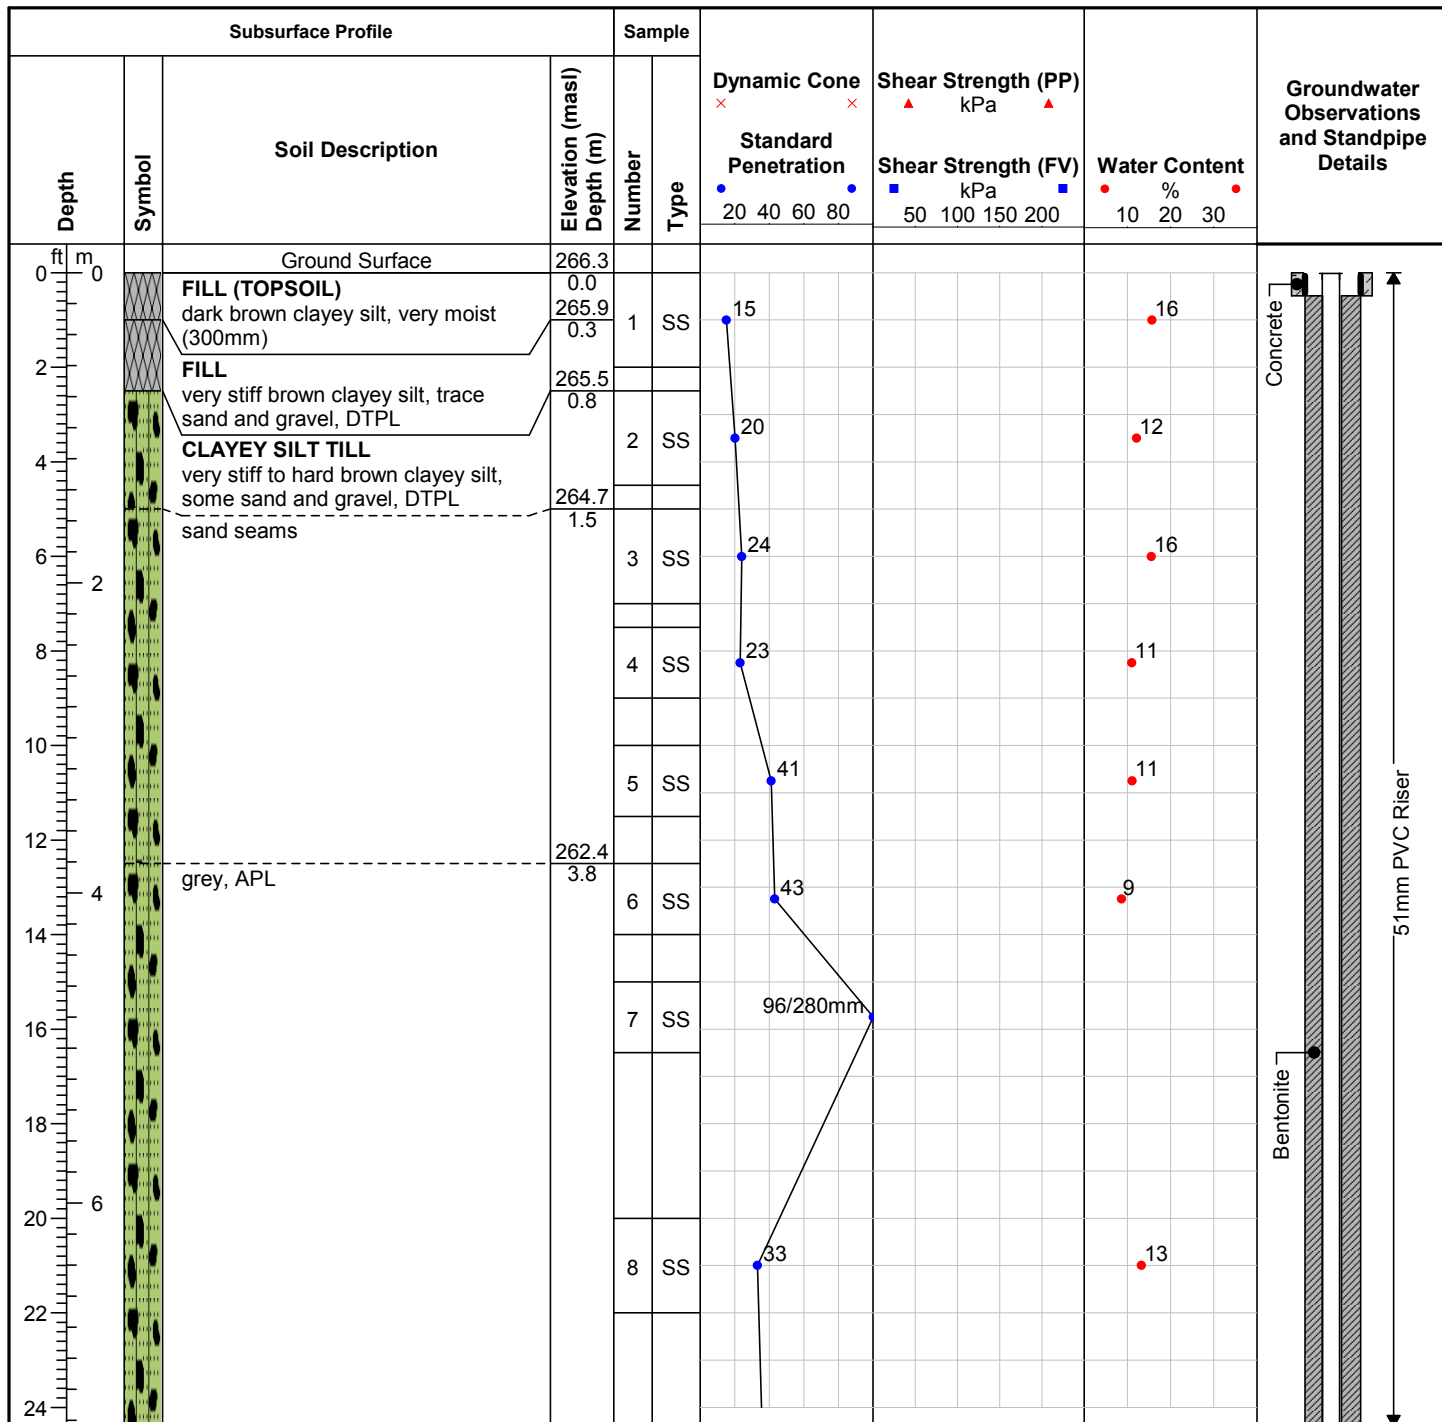 Subsurface Profile
Sample
Depth
Symbol
Soil Description
Elevation (masl)
Depth (m)
Number
Type
Dynamic Cone
Standard
Penetration
20 40 60 80
Shear Strength (PP)
kPa
Shear Strength (FV)
kPa
50 100 150 200
Water Content
%
10 20 30
Groundwater
Observations
and Standpipe
Details
ft m
Ground Surface
266.3
0 0
0.0
FILL (TOPSOIL)
dark brown clayey silt, very moist
(300mm)
265.9
0.3
1 SS
15
16
2
FILL
very stiff brown clayey silt, trace
sand and gravel, DTPL
265.5
0.8
2 SS
20
12
4
CLAYEY SILT TILL
very stiff to hard brown clayey silt,
some sand and gravel, DTPL
264.7
1.5
sand seams
3 SS
24
16
6
2
8
4 SS
23
11
10
5 SS
41
11
12
262.4
3.8
grey, APL
4
6 SS
43
9
14
7 SS
96/280mm
16
18
6
20
8 SS
33
13
22
24
Concrete
Bentonite
51mm PVC Riser